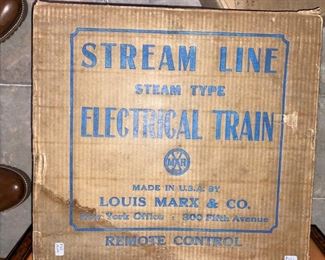 STREAM LINE
STEAM TYPE
ELECTRICAL TRAIN
MAR
MADE IN U.S.A. BY
LOUIS MARX & CO.
New York Office : 200 Fifth Avenue
REMOTE CONTROL